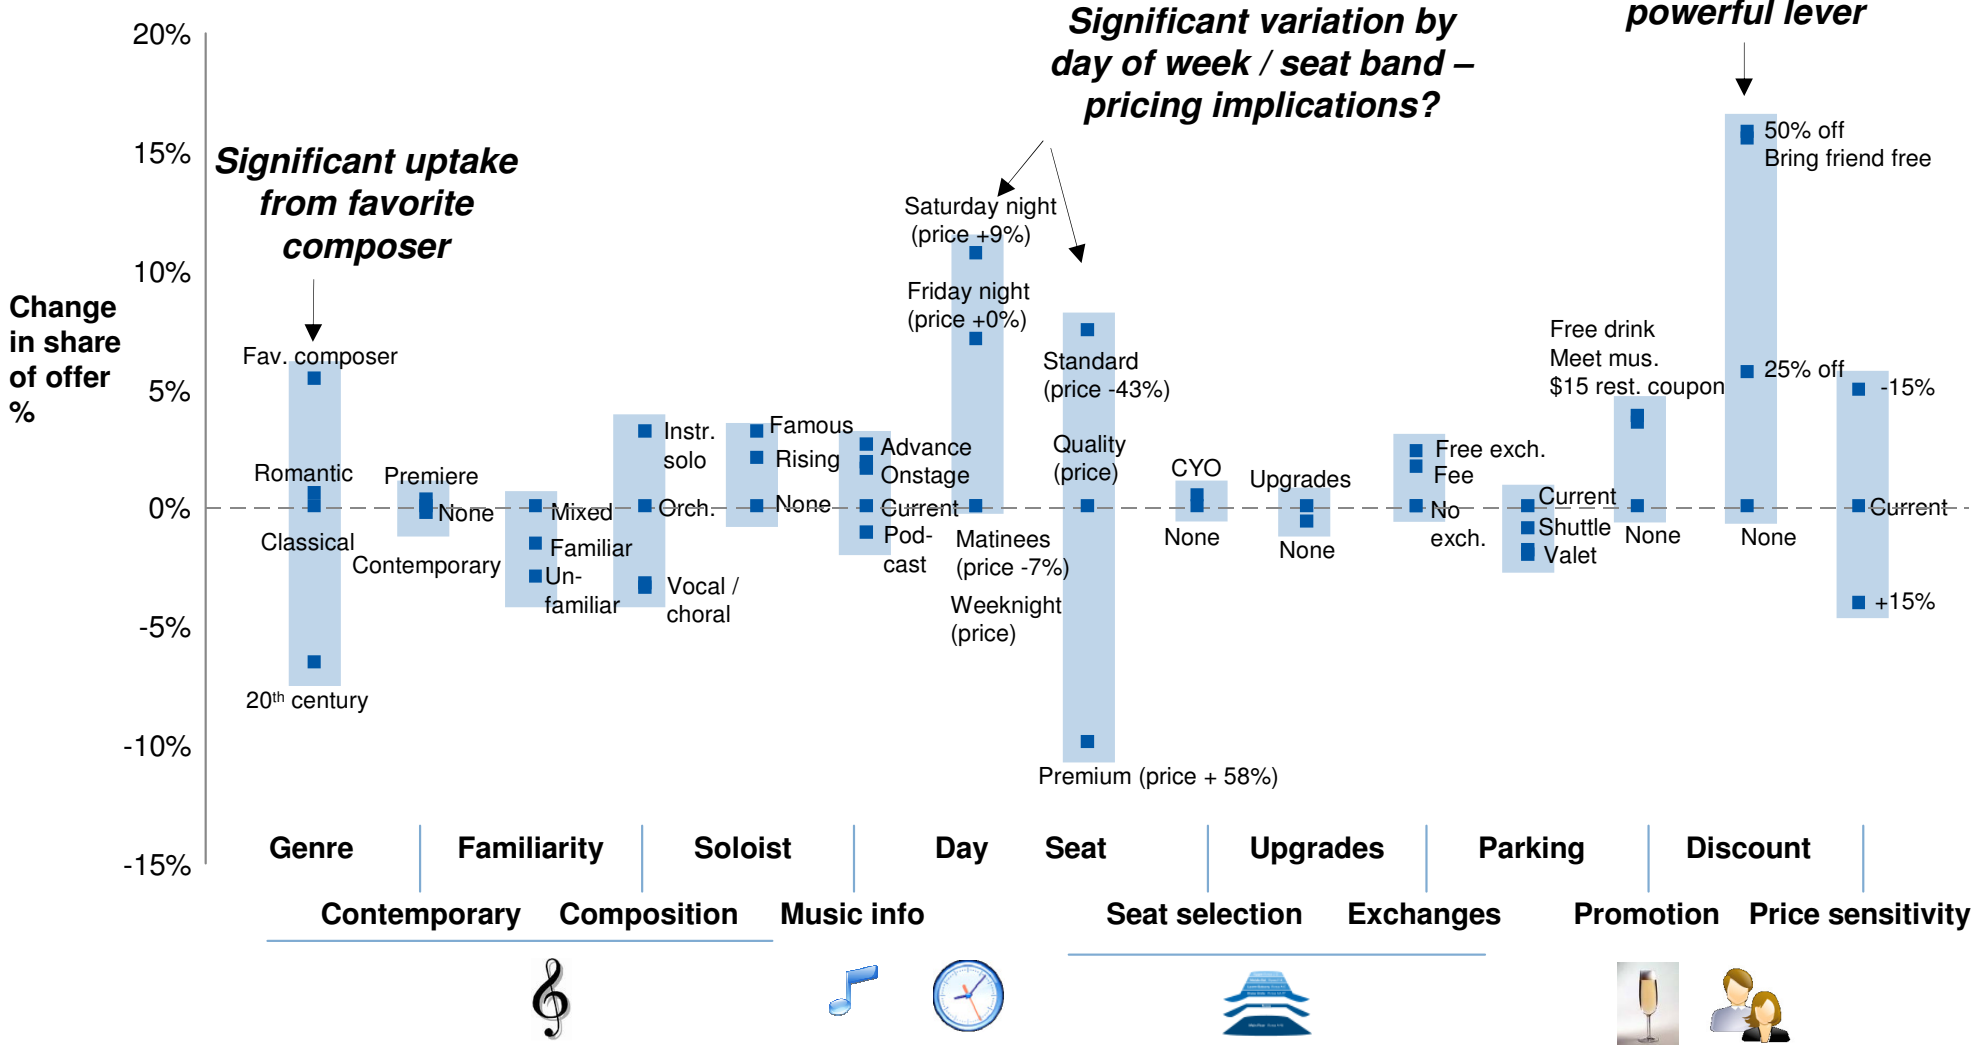 powerful lever
Significant variation by
day of week / seat band –
pricing implications?
Significant uptake
from favorite
composer
Change
in share
of offer
%
20%
15%
10%
5%
0%
-5%
-10%
-15%
Fav. composer
Romantic
Classical
20th century
Premiere
None
Contemporary
Mixed
Familiar
Un-
familiar
Instr.
solo
Orch.
Vocal /
choral
Famous
Rising
None
Advance
Onstage
Current
Pod-
cast
Saturday night
(price +9%)
Friday night
(price +0%)
Matinees
(price -7%)
Weeknight
(price)
Standard
(price -43%)
Quality
(price)
Premium (price + 58%)
CYO
None
Upgrades
None
Free exch.
Fee
No
exch.
Current
Shuttle
Valet
Free drink
Meet mus.
$15 rest. coupon
None
50% off
Bring friend free
25% off
None
-15%
Current
+15%
Genre
Familiarity
Soloist
Day
Seat
Upgrades
Parking
Discount
Contemporary
Composition
Music info
Seat selection
Exchanges
Promotion
Price sensitivity